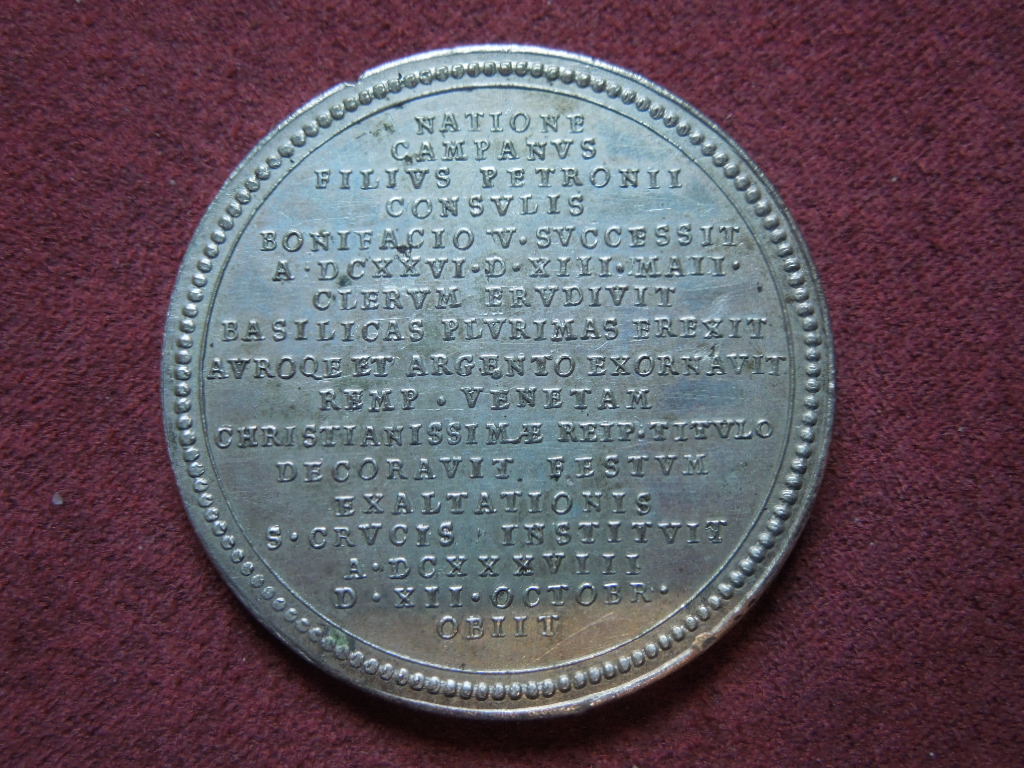 NATIONE
CAMPANVS
FILIVS PETRONII
CONSVLIS
BONIFACIO V·SVCCESSIT
A·DCXXVI·D·XIII·MAII·
CLERVM ERVDIVIT
BASILICAS PLVRIMAS EREXIT
AVROQE ET ARGENTO EXORNAVIT
REMP·VENETAM
CHRISTIANISSIMÆ REIP·TITVLO
DECORAVIT FESTVM
EXALTATIONIS
S·CRVCIS INSTITVIT
A·DCXXXVIII
D·XII·OCTOBR·
OBIIT